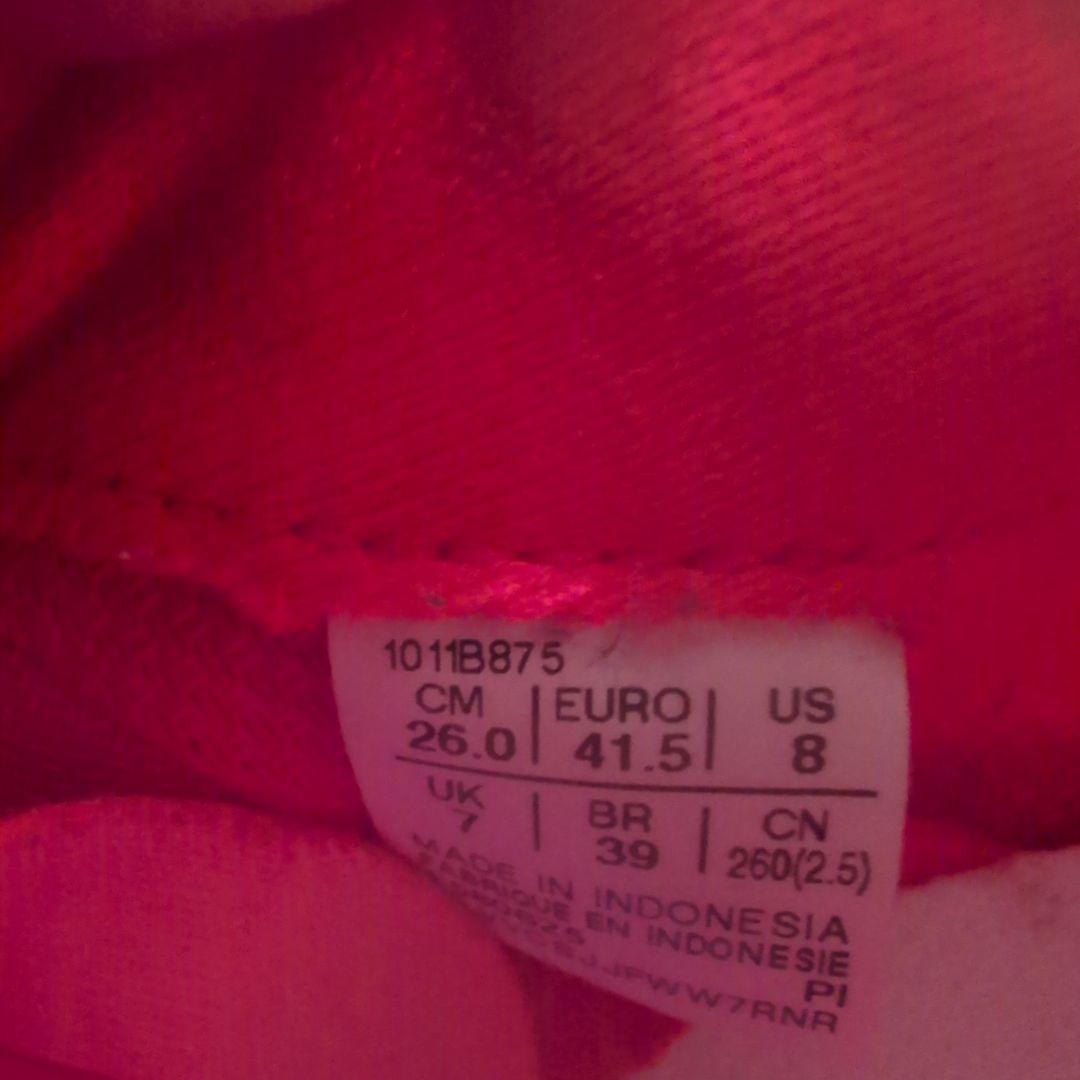 1011B875
CM | EURO | US
26.0 | 41.5 | 8
UK | BR | CN
7 | 39 | 260(2.5)
MADE IN INDONESIA
FABRIQUE EN INDONESIE
PI